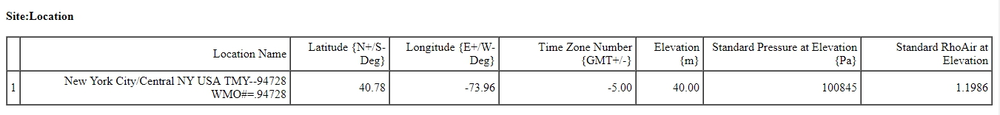 Site:Location
Location Name
Latitude {N+/S-
Deg}
Longitude {E+/W-
Deg}
Time Zone Number
{GMT+/-}
Elevation
{m}
Standard Pressure at Elevation
{Pa}
Standard RhoAir at
Elevation
1
New York City/Central NY USA TMY--94728
WMO#=.94728
40.78
-73.96
-5.00
40.00
100845
1.1986